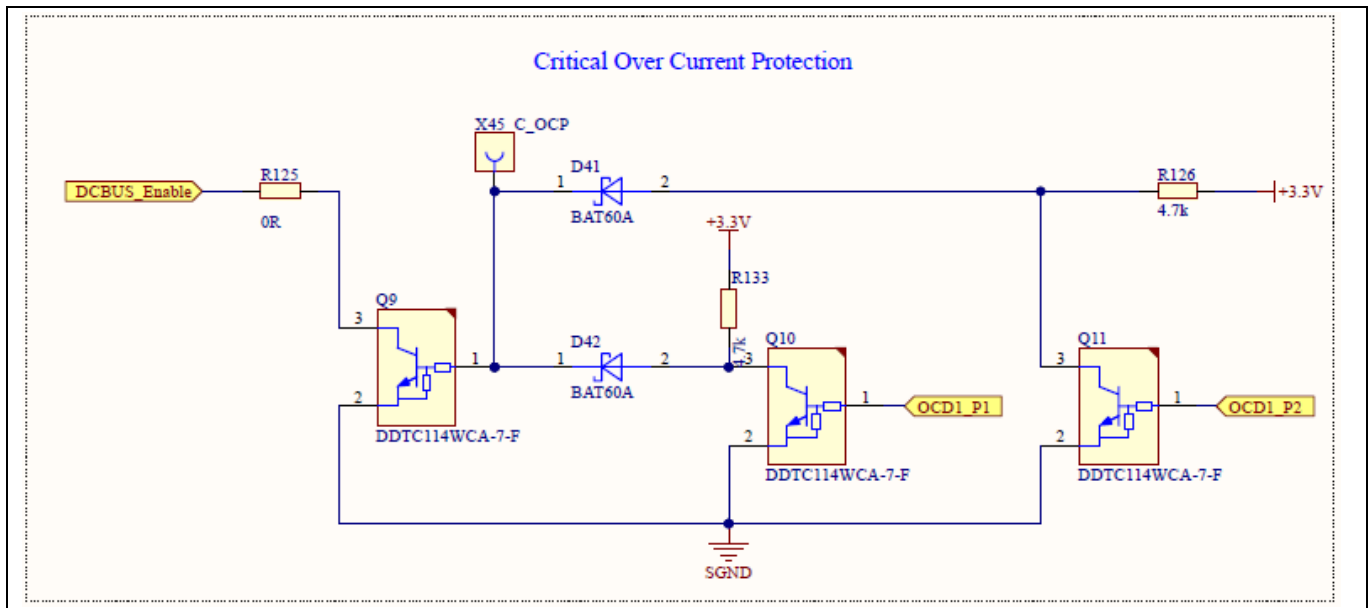 Critical Over Current Protection
X45 C_OCP
DCBUS_Enable
R125
0R
D41
1
2
BAT60A
R126
4.7k
+3.3V
+3.3V
R133
4.7k
Q9
3
1
2
DDTC114WCA-7-F
D42
1
2
BAT60A
Q10
3
1
2
DDTC114WCA-7-F
OCD1_P1
Q11
3
1
2
DDTC114WCA-7-F
OCD1_P2
SGND